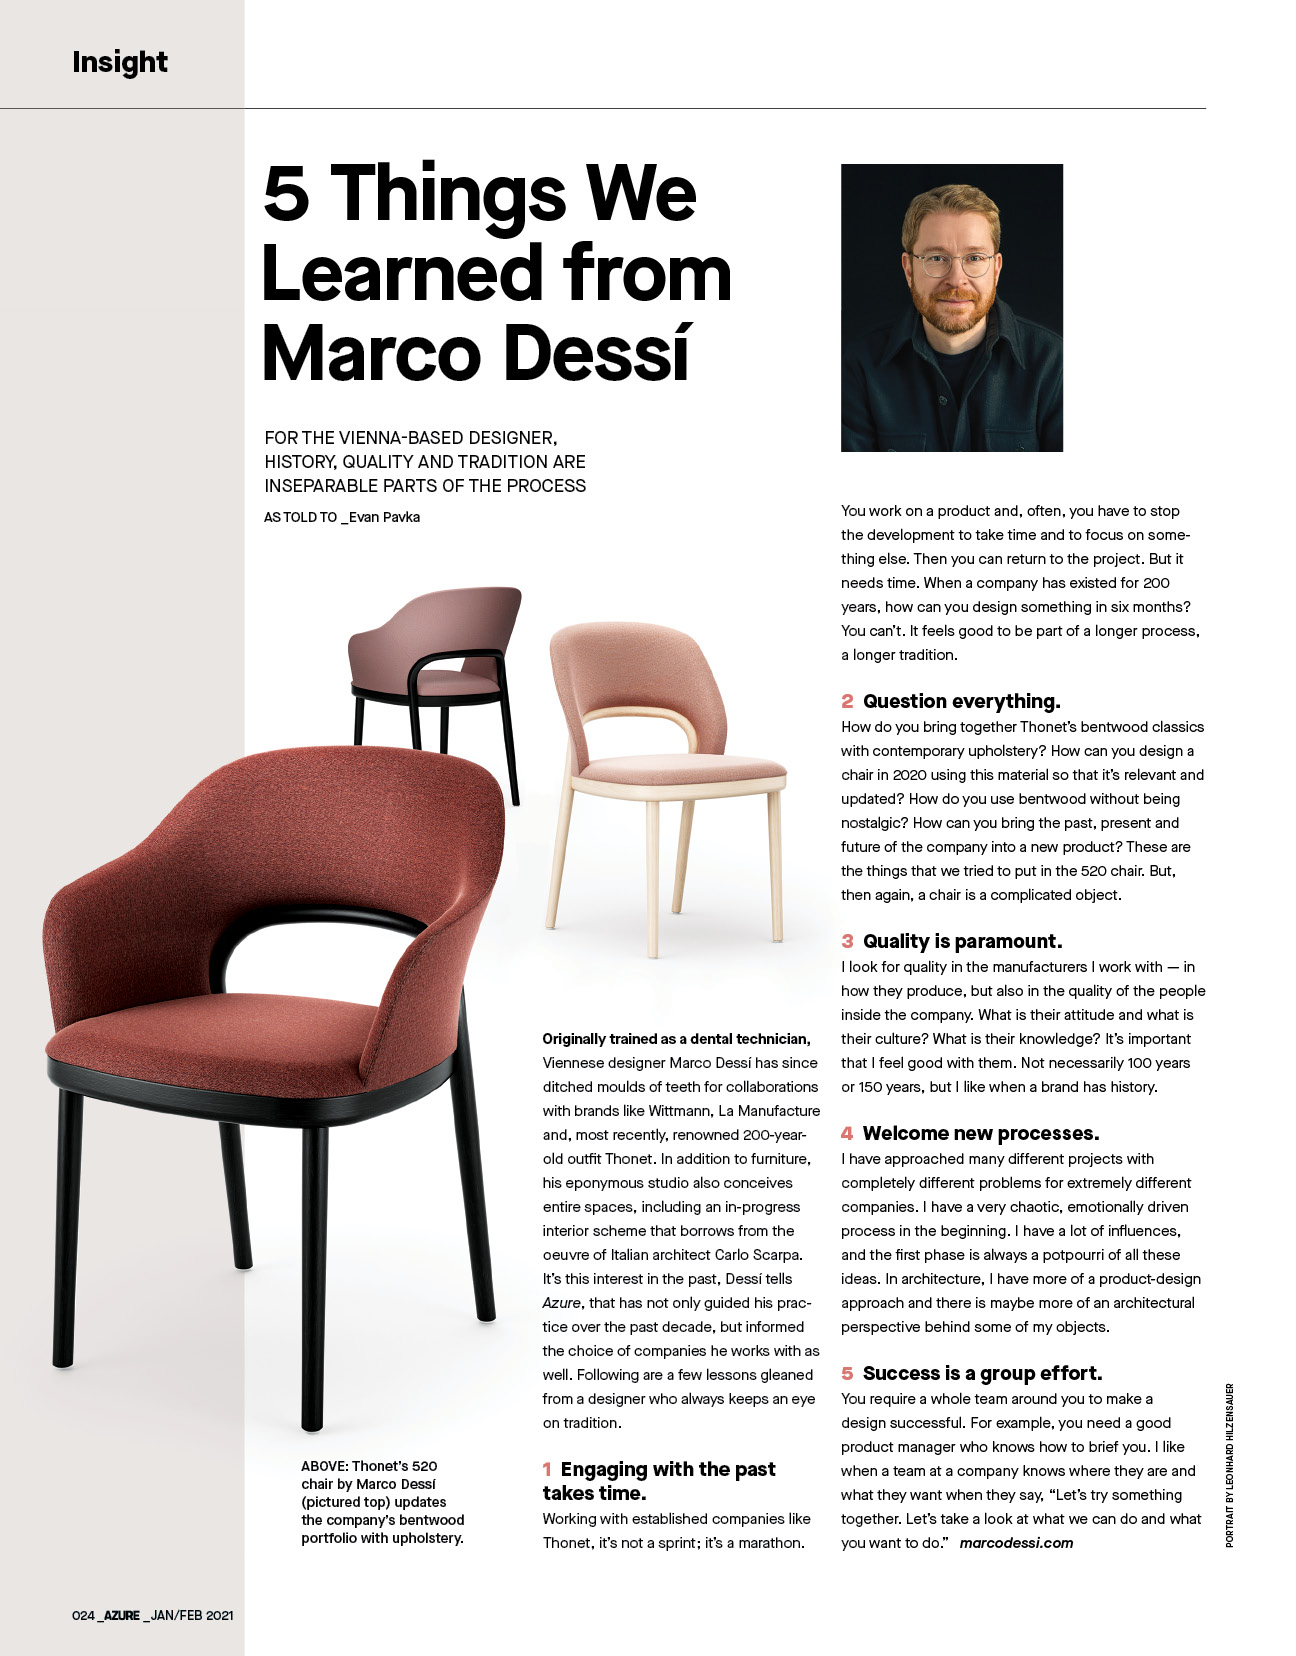 Insight
5 Things We
Learned from
Marco Dessí
FOR THE VIENNA-BASED DESIGNER,
HISTORY, QUALITY AND TRADITION ARE
INSEPARABLE PARTS OF THE PROCESS
AS TOLD TO _Evan Pavka
Originally trained as a dental technician,
Viennese designer Marco Dessí has since
ditched moulds of teeth for collaborations
with brands like Wittmann, La Manufacture
and, most recently, renowned 200-year-
old outfit Thonet. In addition to furniture,
his eponymous studio also conceives
entire spaces, including an in-progress
interior scheme that borrows from the
oeuvre of Italian architect Carlo Scarpa.
It’s this interest in the past, Dessí tells
Azure, that has not only guided his prac-
tice over the past decade, but informed
the choice of companies he works with as
well. Following are a few lessons gleaned
from a designer who always keeps an eye
on tradition.
1 Engaging with the past
takes time.
Working with established companies like
Thonet, it’s not a sprint; it’s a marathon.
You work on a product and, often, you have to stop
the development to take time and to focus on some-
thing else. Then you can return to the project. But it
needs time. When a company has existed for 200
years, how can you design something in six months?
You can’t. It feels good to be part of a longer process,
a longer tradition.
2 Question everything.
How do you bring together Thonet’s bentwood classics
with contemporary upholstery? How can you design a
chair in 2020 using this material so that it’s relevant and
updated? How do you use bentwood without being
nostalgic? How can you bring the past, present and
future of the company into a new product? These are
the things that we tried to put in the 520 chair. But,
then again, a chair is a complicated object.
3 Quality is paramount.
I look for quality in the manufacturers I work with — in
how they produce, but also in the quality of the people
inside the company. What is their attitude and what is
their culture? What is their knowledge? It’s important
that I feel good with them. Not necessarily 100 years
or 150 years, but I like when a brand has history.
4 Welcome new processes.
I have approached many different projects with
completely different problems for extremely different
companies. I have a very chaotic, emotionally driven
process in the beginning. I have a lot of influences,
and the first phase is always a potpourri of all these
ideas. In architecture, I have more of a product-design
approach and there is maybe more of an architectural
perspective behind some of my objects.
5 Success is a group effort.
You require a whole team around you to make a
design successful. For example, you need a good
product manager who knows how to brief you. I like
when a team at a company knows where they are and
what they want when they say, “Let’s try something
together. Let’s take a look at what we can do and what
you want to do.” marcodessi.com
ABOVE: Thonet’s 520
chair by Marco Dessí
(pictured top) updates
the company’s bentwood
portfolio with upholstery.
PORTRAIT BY LEONHARD HILZENSAUER
024 _AZURE _JAN/FEB 2021